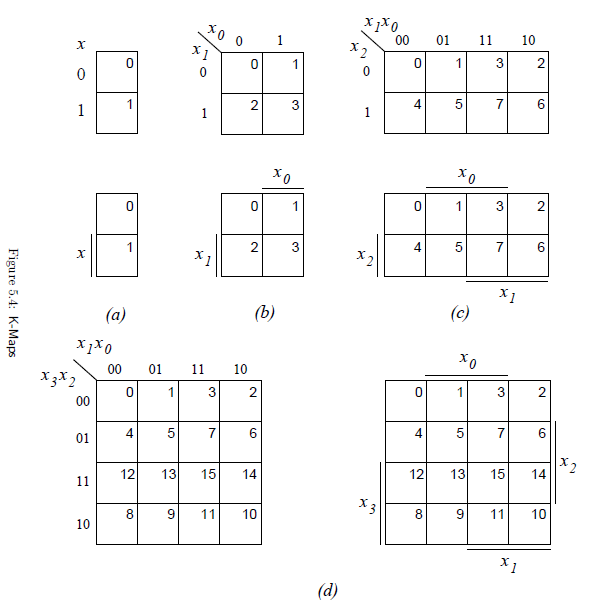 x
0 0
1 1
x0
x1 0 1
0 0 1
1 2 3
x1x0
x2 00 01 11 10
0 0 1 3 2
1 4 5 7 6
0
x 1
(a)
x0
0 1
x1 2 3
(b)
x0
0 1 3 2
x2 4 5 7 6
x1
(c)
Figure 5.4: K-Maps
x1x0
x3x2 00 01 11 10
00 0 1 3 2
01 4 5 7 6
11 12 13 15 14
10 8 9 11 10
x0
0 1 3 2
4 5 7 6
x2
12 13 15 14
x3
8 9 11 10
x1
(d)